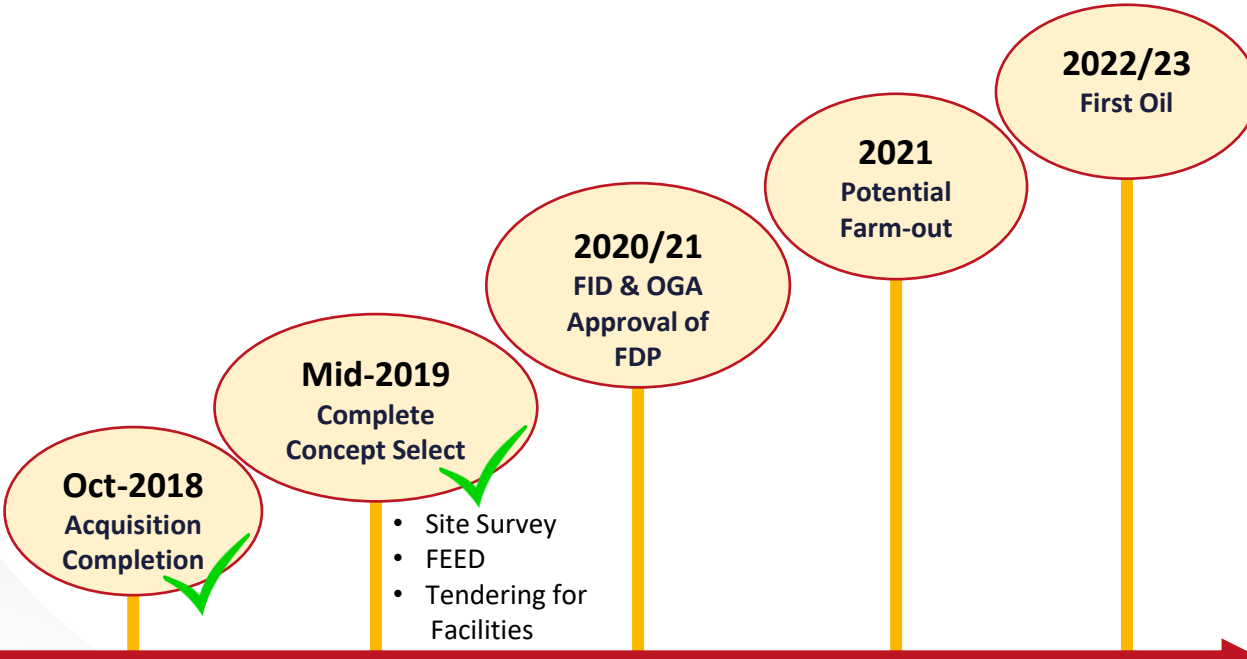 Oct-2018
Acquisition
Completion
Mid-2019
Complete
Concept Select
• Site Survey
• FEED
• Tendering for
Facilities
2020/21
FID & OGA
Approval of
FDP
2021
Potential
Farm-out
2022/23
First Oil